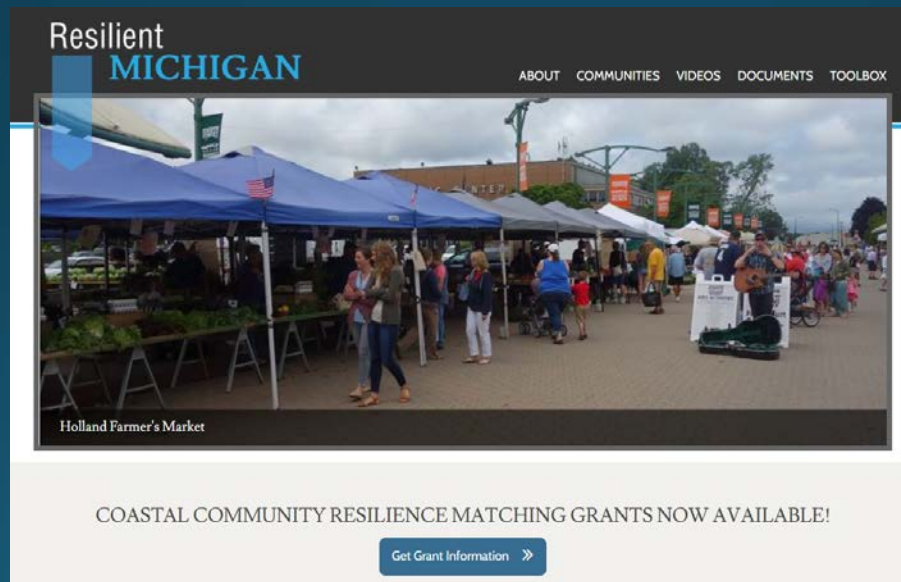 Resilient
MICHIGAN
ABOUT COMMUNITIES VIDEOS DOCUMENTS TOOLBOX
Holland Farmer's Market
COASTAL COMMUNITY RESILIENCE MATCHING GRANTS NOW AVAILABLE!
Get Grant Information »